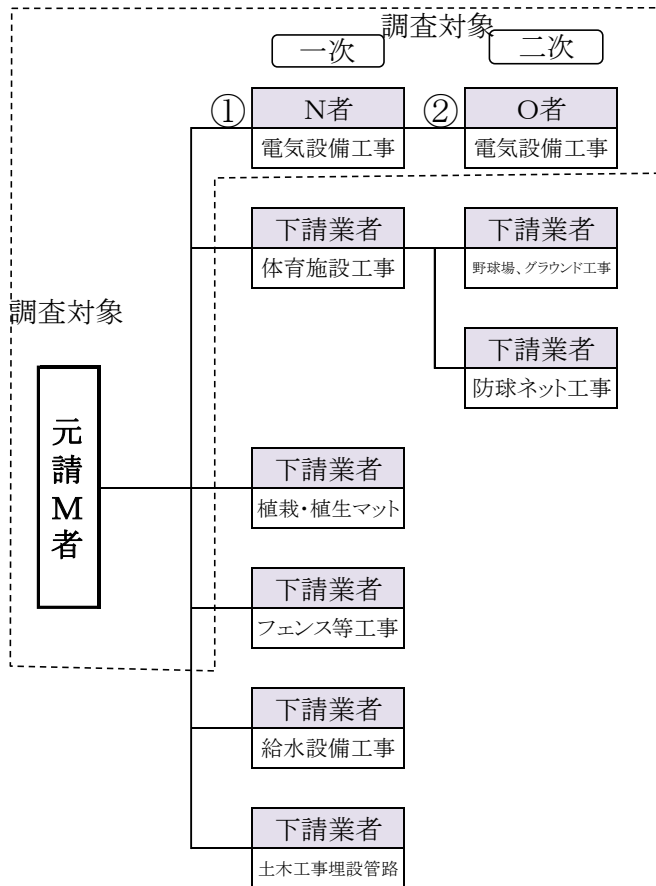 調査対象
一次
二次
①
N者
電気設備工事
②
O者
電気設備工事
下請業者
体育施設工事
下請業者
野球場、グラウンド工事
調査対象
下請業者
防球ネット工事
元請M者
下請業者
植栽・植生マット
下請業者
フェンス等工事
下請業者
給水設備工事
下請業者
土木工事埋設管路